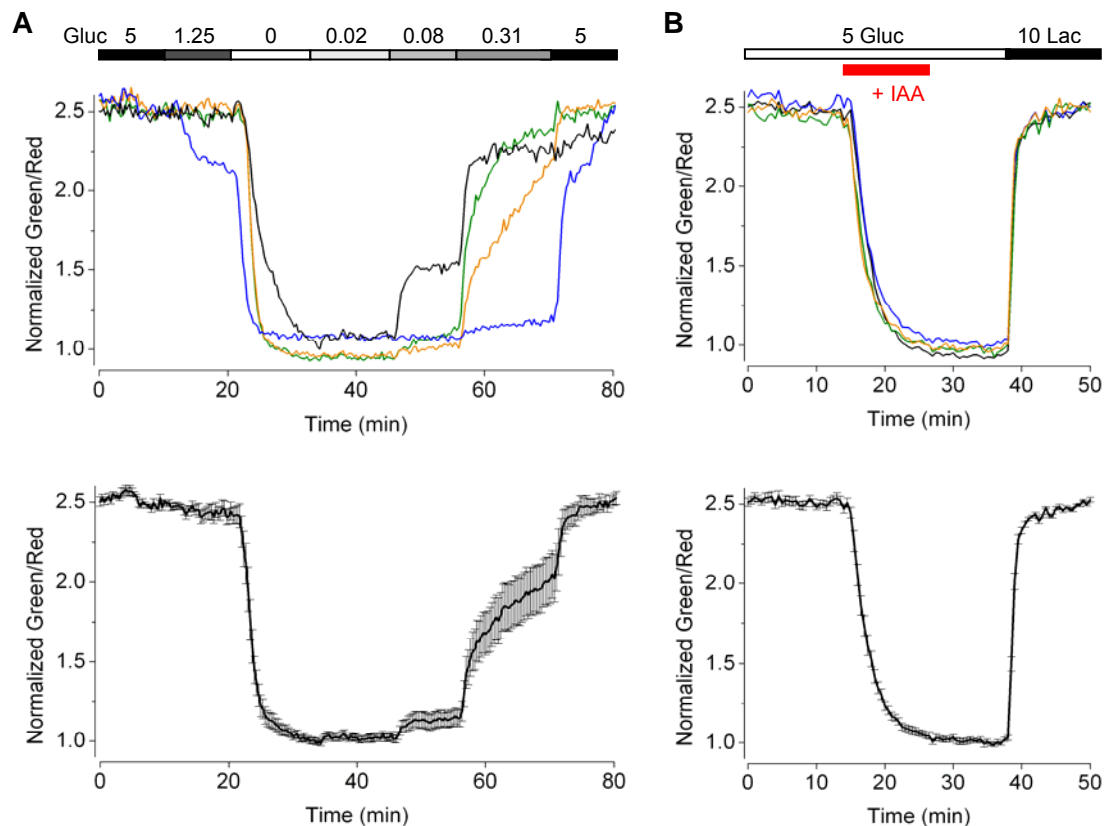 A
Gluc 5 1.25 0 0.02 0.08 0.31 5
Normalized Green/Red
2.5
2.0
1.5
1.0
0 20 40 60 80
Time (min)
B
5 Gluc 10 Lac
+ IAA
Normalized Green/Red
2.5
2.0
1.5
1.0
0 10 20 30 40 50
Time (min)
Normalized Green/Red
2.5
2.0
1.5
1.0
0 20 40 60 80
Time (min)
Normalized Green/Red
2.5
2.0
1.5
1.0
0 10 20 30 40 50
Time (min)